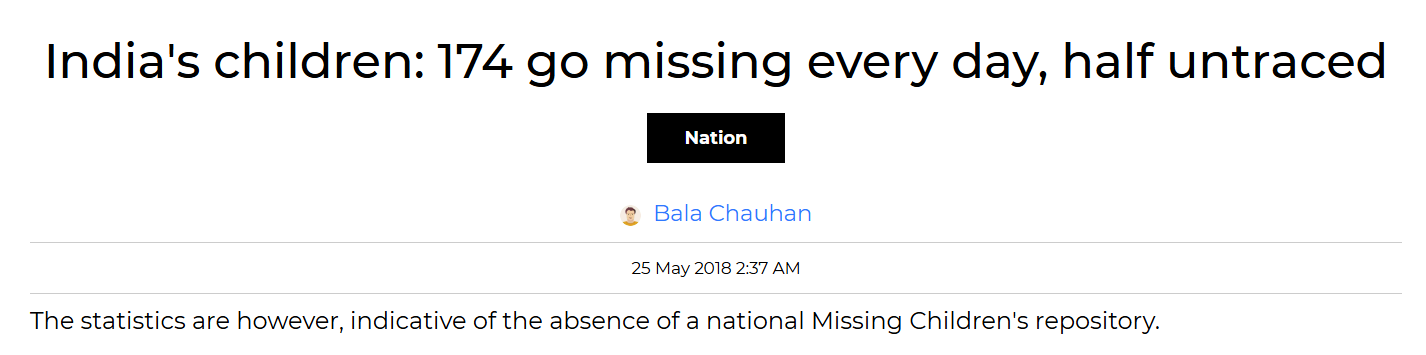 India's children: 174 go missing every day, half untraced
Nation
Bala Chauhan
25 May 2018 2:37 AM
The statistics are however, indicative of the absence of a national Missing Children's repository.